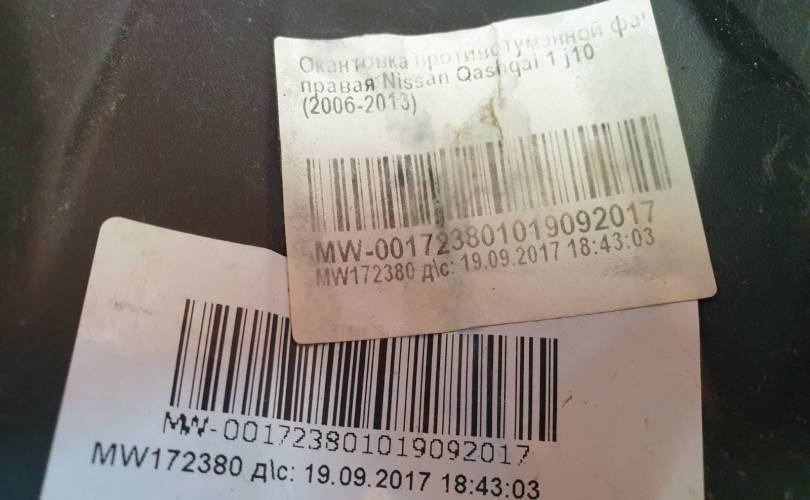 Окантовка противотуманной фа
правая Nissan Qashqai 1 j10
(2006-2013)
MW-001723801019092017
MW172380 д\с: 19.09.2017 18:43:03
MW-001723801019092017
MW172380 д\с: 19.09.2017 18:43:03